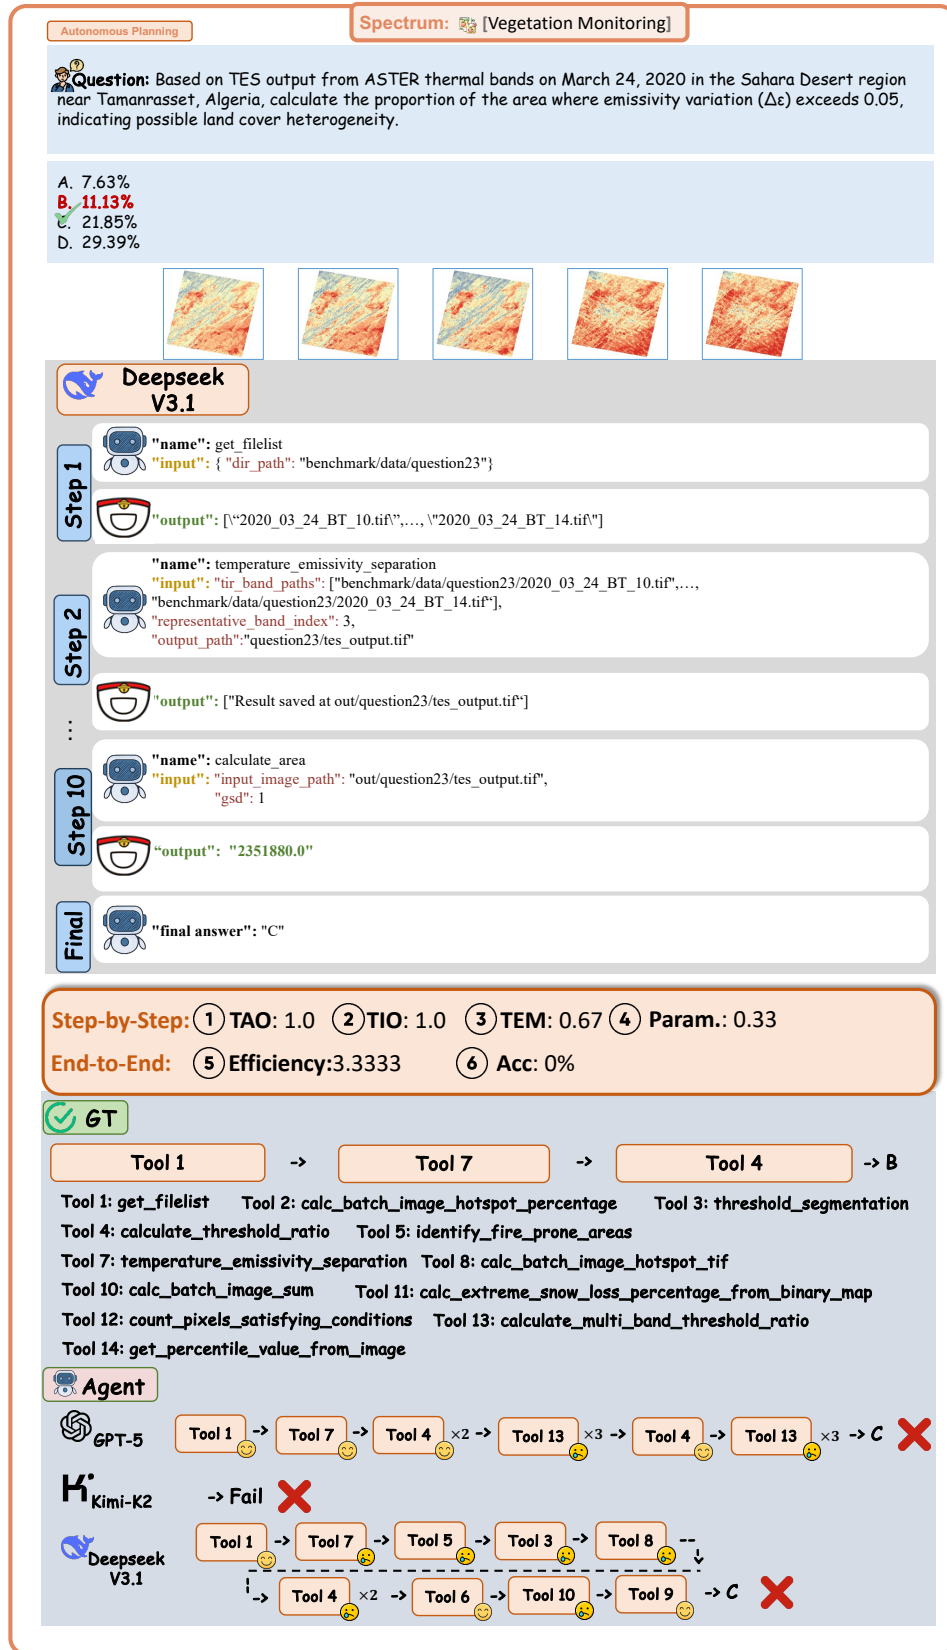 Autonomous Planning
Spectrum: [Vegetation Monitoring]
Question: Based on TES output from ASTER thermal bands on March 24, 2020 in the Sahara Desert region
near Tamanrasset, Algeria, calculate the proportion of the area where emissivity variation (Δε) exceeds 0.05,
indicating possible land cover heterogeneity.
A. 7.63%
B. 11.13%
C. 21.85%
D. 29.39%
Deepseek
V3.1
Step 1
"name": get_filelist
"input": { "dir_path": "benchmark/data/question23"}
"output": [\“2020_03_24_BT_10.tif\”,…, \"2020_03_24_BT_14.tif\"]
Step 2
"name": temperature_emissivity_separation
"input": "tir_band_paths": ["benchmark/data/question23/2020_03_24_BT_10.tif",…,
"benchmark/data/question23/2020_03_24_BT_14.tif“],
"representative_band_index": 3,
"output_path":"question23/tes_output.tif"
"output": ["Result saved at out/question23/tes_output.tif“]
...
Step 10
"name": calculate_area
"input": "input_image_path": "out/question23/tes_output.tif",
"gsd": 1
“output": "2351880.0"
Final
"final answer": "C"
Step-by-Step: 1 TAO: 1.0 2 TIO: 1.0 3 TEM: 0.67 4 Param.: 0.33
End-to-End: 5 Efficiency:3.3333 6 Acc: 0%
GT
Tool 1 -> Tool 7 -> Tool 4 -> B
Tool 1: get_filelist Tool 2: calc_batch_image_hotspot_percentage Tool 3: threshold_segmentation
Tool 4: calculate_threshold_ratio Tool 5: identify_fire_prone_areas
Tool 7: temperature_emissivity_separation Tool 8: calc_batch_image_hotspot_tif
Tool 10: calc_batch_image_sum Tool 11: calc_extreme_snow_loss_percentage_from_binary_map
Tool 12: count_pixels_satisfying_conditions Tool 13: calculate_multi_band_threshold_ratio
Tool 14: get_percentile_value_from_image
Agent
GPT-5 Tool 1 -> Tool 7 -> Tool 4 ×2 -> Tool 13 ×3 -> Tool 4 -> Tool 13 ×3 -> C
Kimi-K2 -> Fail
Deepseek
V3.1
Tool 1 -> Tool 7 -> Tool 5 -> Tool 3 -> Tool 8
-> Tool 4 ×2 -> Tool 6 -> Tool 10 -> Tool 9 -> C